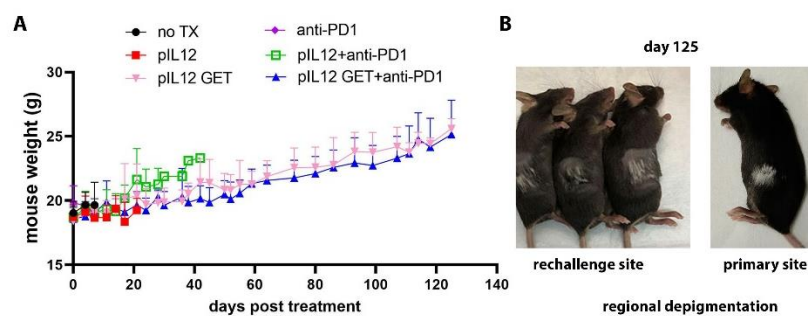 A
no TX
anti-PD1
pIL12
pIL12+anti-PD1
pIL12 GET
pIL12 GET+anti-PD1
mouse weight (g)
30
25
20
15
0
20
40
60
80
100
120
140
days post treatment
B
day 125
rechallenge site
primary site
regional depigmentation